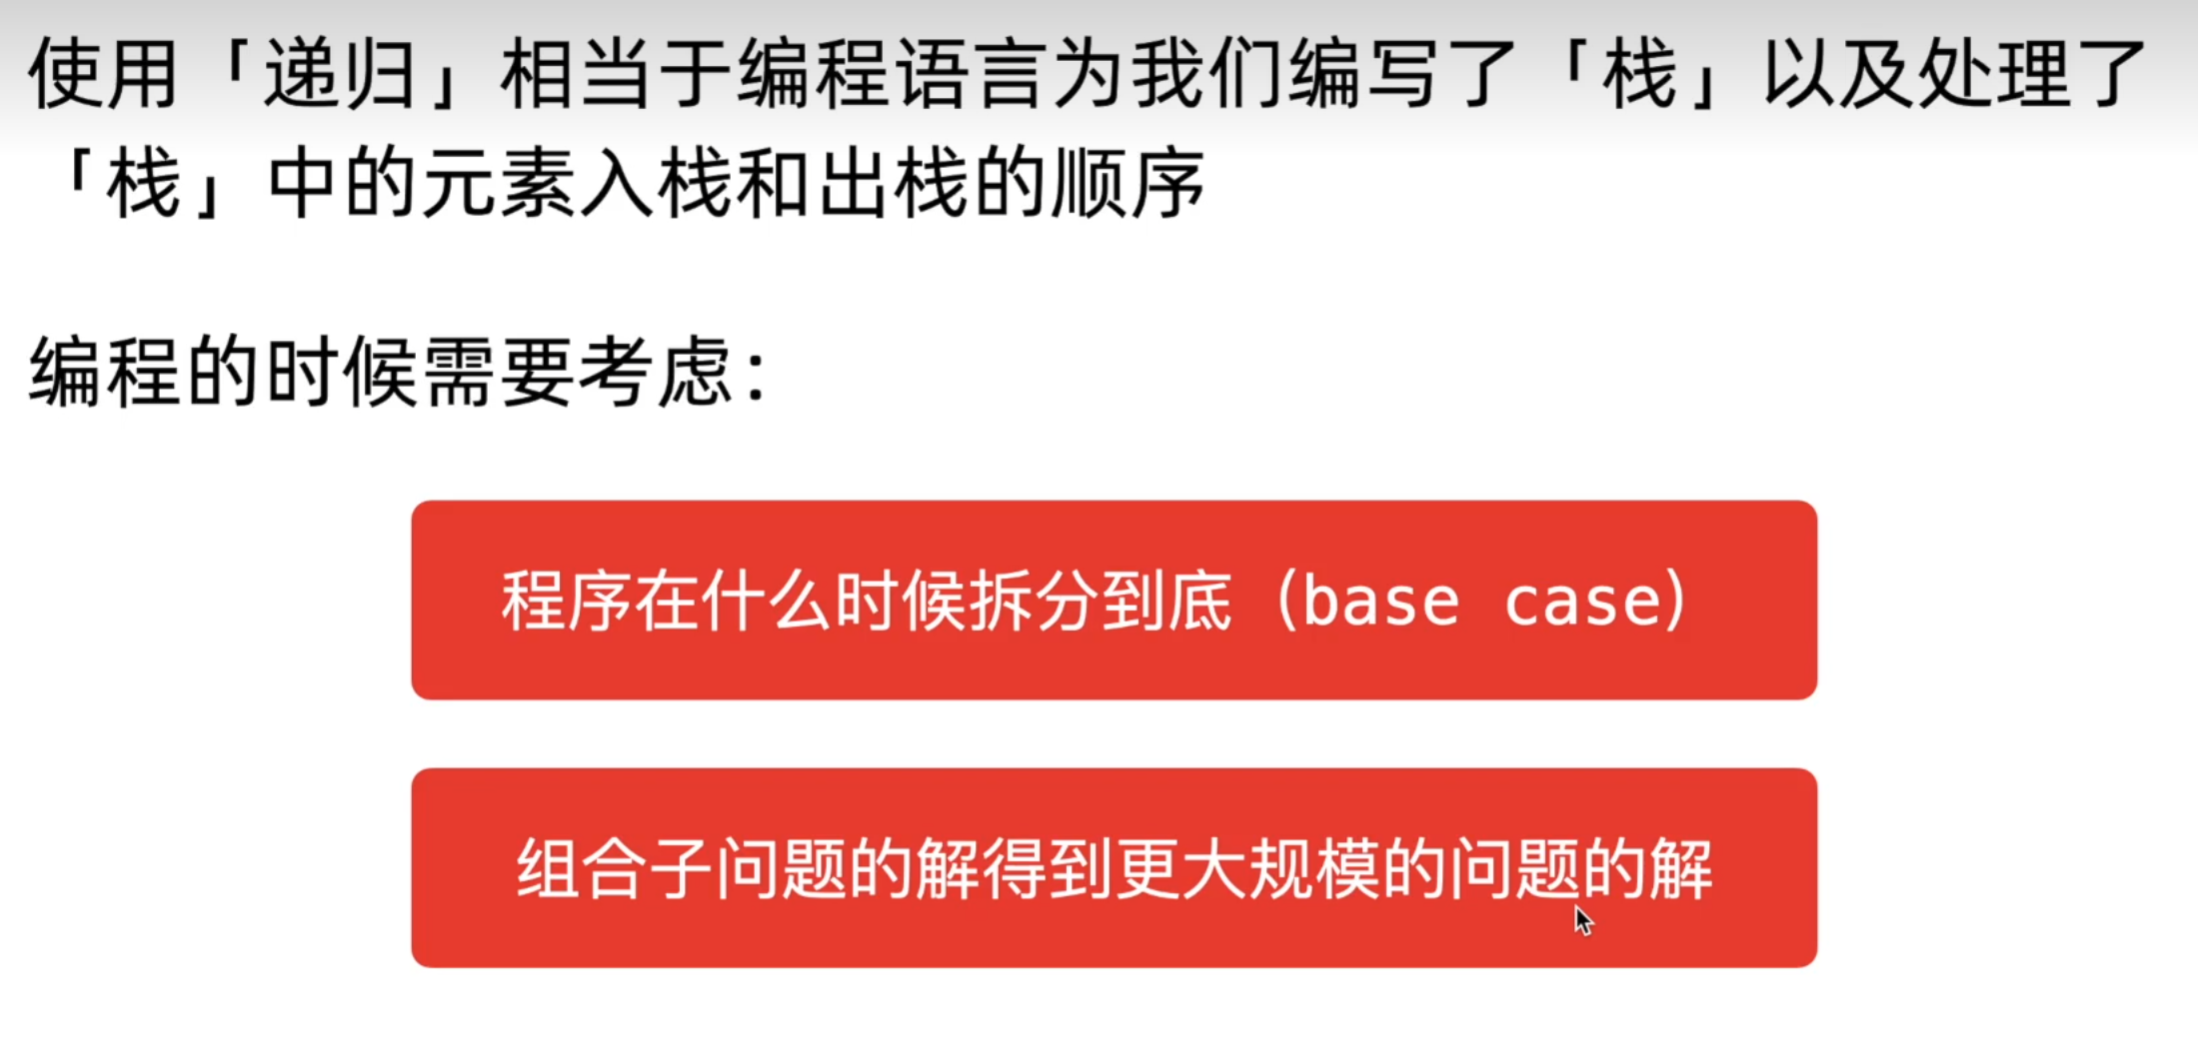 使用「递归」相当于编程语言为我们编写了「栈」以及处理了
「栈」中的元素入栈和出栈的顺序
编程的时候需要考虑：
程序在什么时候拆分到底（base case）
组合子问题的解得到更大规模的问题的解